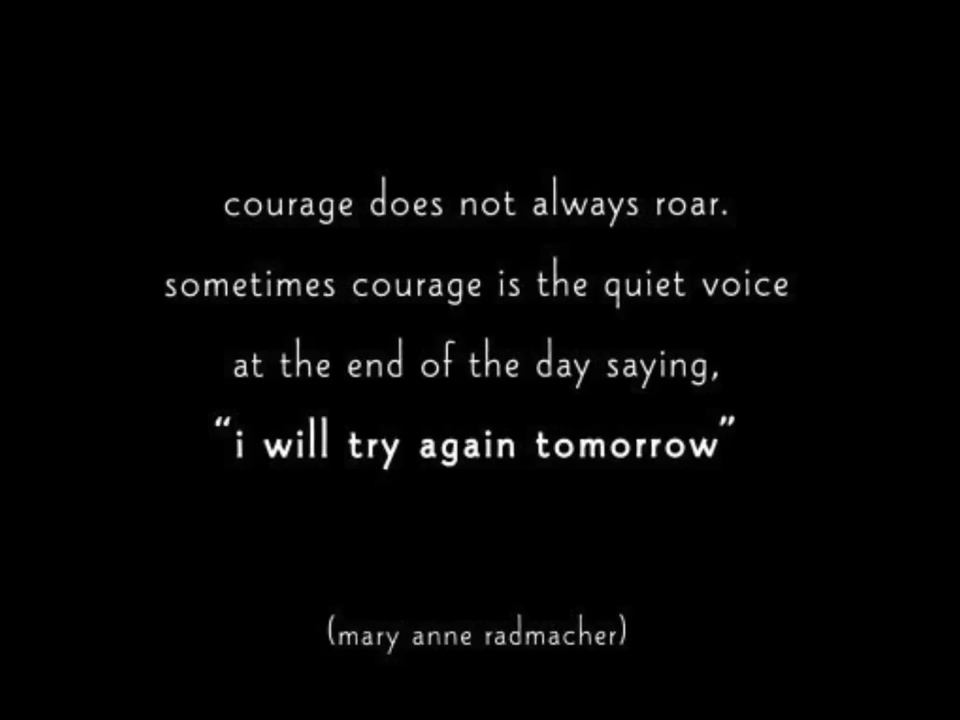 courage does not always roar.
sometimes courage is the quiet voice
at the end of the day saying,
“i will try again tomorrow”
(mary anne radmacher)